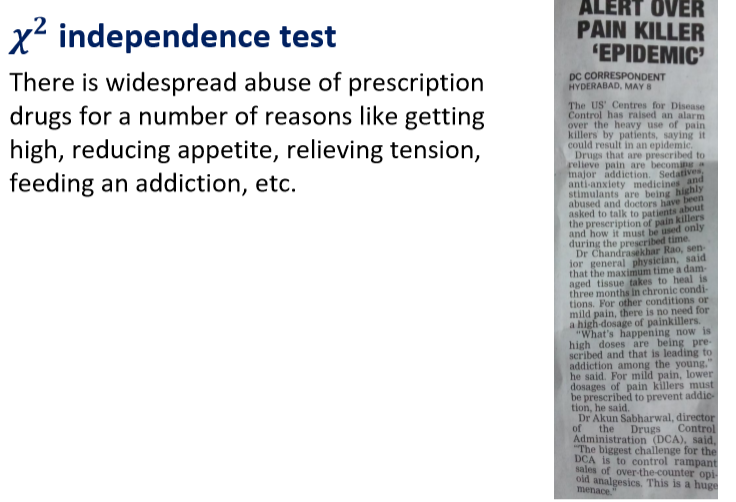 χ² independence test
There is widespread abuse of prescription
drugs for a number of reasons like getting
high, reducing appetite, relieving tension,
feeding an addiction, etc.
ALERT OVER
PAIN KILLER
‘EPIDEMIC’
DC CORRESPONDENT
HYDERABAD, MAY 8
The US' Centres for Disease
Control has raised an alarm
over the heavy use of pain
killers by patients, saying it
could result in an epidemic.
Drugs that are prescribed to
relieve pain are becoming a
major addiction. Sedatives,
anti-anxiety medicines and
stimulants are being highly
abused and doctors have been
asked to talk to patients about
the prescription of pain killers
and how it must be used only
during the prescribed time.
Dr Chandrasekhar Rao, sen-
ior general physician, said
that the maximum time a dam-
aged tissue takes to heal is
three months in chronic condi-
tions. For other conditions or
mild pain, there is no need for
a high-dosage of painkillers.
"What's happening now is
high doses are being pre-
scribed and that is leading to
addiction among the young,"
he said. For mild pain, lower
dosages of pain killers must
be prescribed to prevent addic-
tion, he said.
Dr Akun Sabharwal, director
of the Drugs Control
Administration (DCA), said,
"The biggest challenge for the
DCA is to control rampant
sales of over-the-counter opi-
oid analgesics. This is a huge
menace."